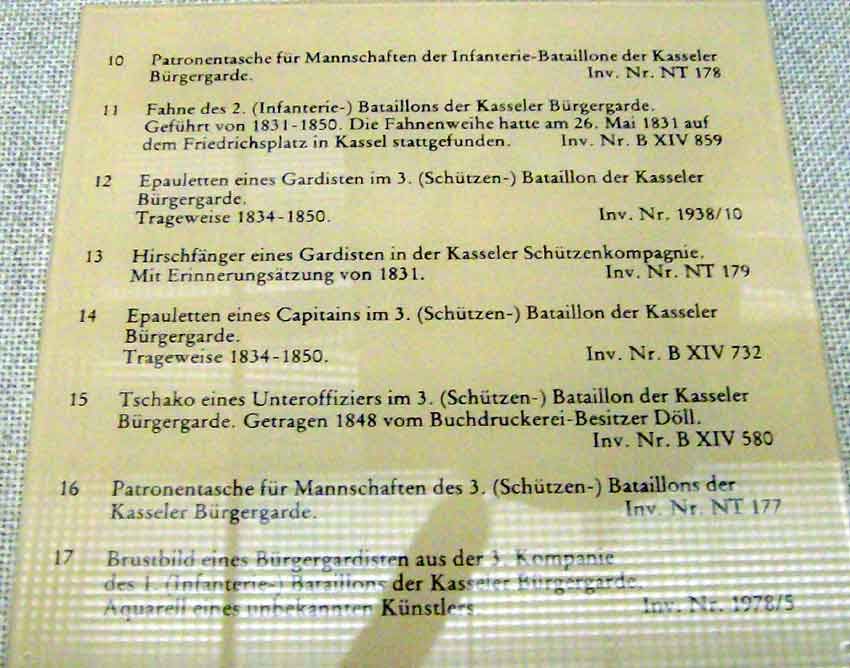 10 Patronentasche für Mannschaften der Infanterie-Bataillone der Kasseler
Bürgergarde. Inv. Nr. NT 178
11 Fahne des 2. (Infanterie-) Bataillons der Kasseler Bürgergarde.
Geführt von 1831-1850. Die Fahnenweihe hatte am 26. Mai 1831 auf
dem Friedrichsplatz in Kassel stattgefunden. Inv. Nr. B XIV 859
12 Epauletten eines Gardisten im 3. (Schützen-) Bataillon der Kasseler
Bürgergarde.
Trageweise 1834-1850. Inv. Nr. 1938/10
13 Hirschfänger eines Gardisten in der Kasseler Schützenkompagnie.
Mit Erinnerungsätzung von 1831. Inv. Nr. NT 179
14 Epauletten eines Capitains im 3. (Schützen-) Bataillon der Kasseler
Bürgergarde.
Trageweise 1834-1850. Inv. Nr. B XIV 732
15 Tschako eines Unteroffiziers im 3. (Schützen-) Bataillon der Kasseler
Bürgergarde. Getragen 1848 vom Buchdruckerei-Besitzer Döll.
Inv. Nr. B XIV 580
16 Patronentasche für Mannschaften des 3. (Schützen-) Bataillons der
Kasseler Bürgergarde. Inv. Nr. NT 177
17 Brustbild eines Bürgergardisten aus der 3. Kompanie
des 1. (Infanterie-) Bataillons der Kasseler Bürgergarde.
Aquarell eines unbekannten Künstlers Inv. Nr. 1978/5